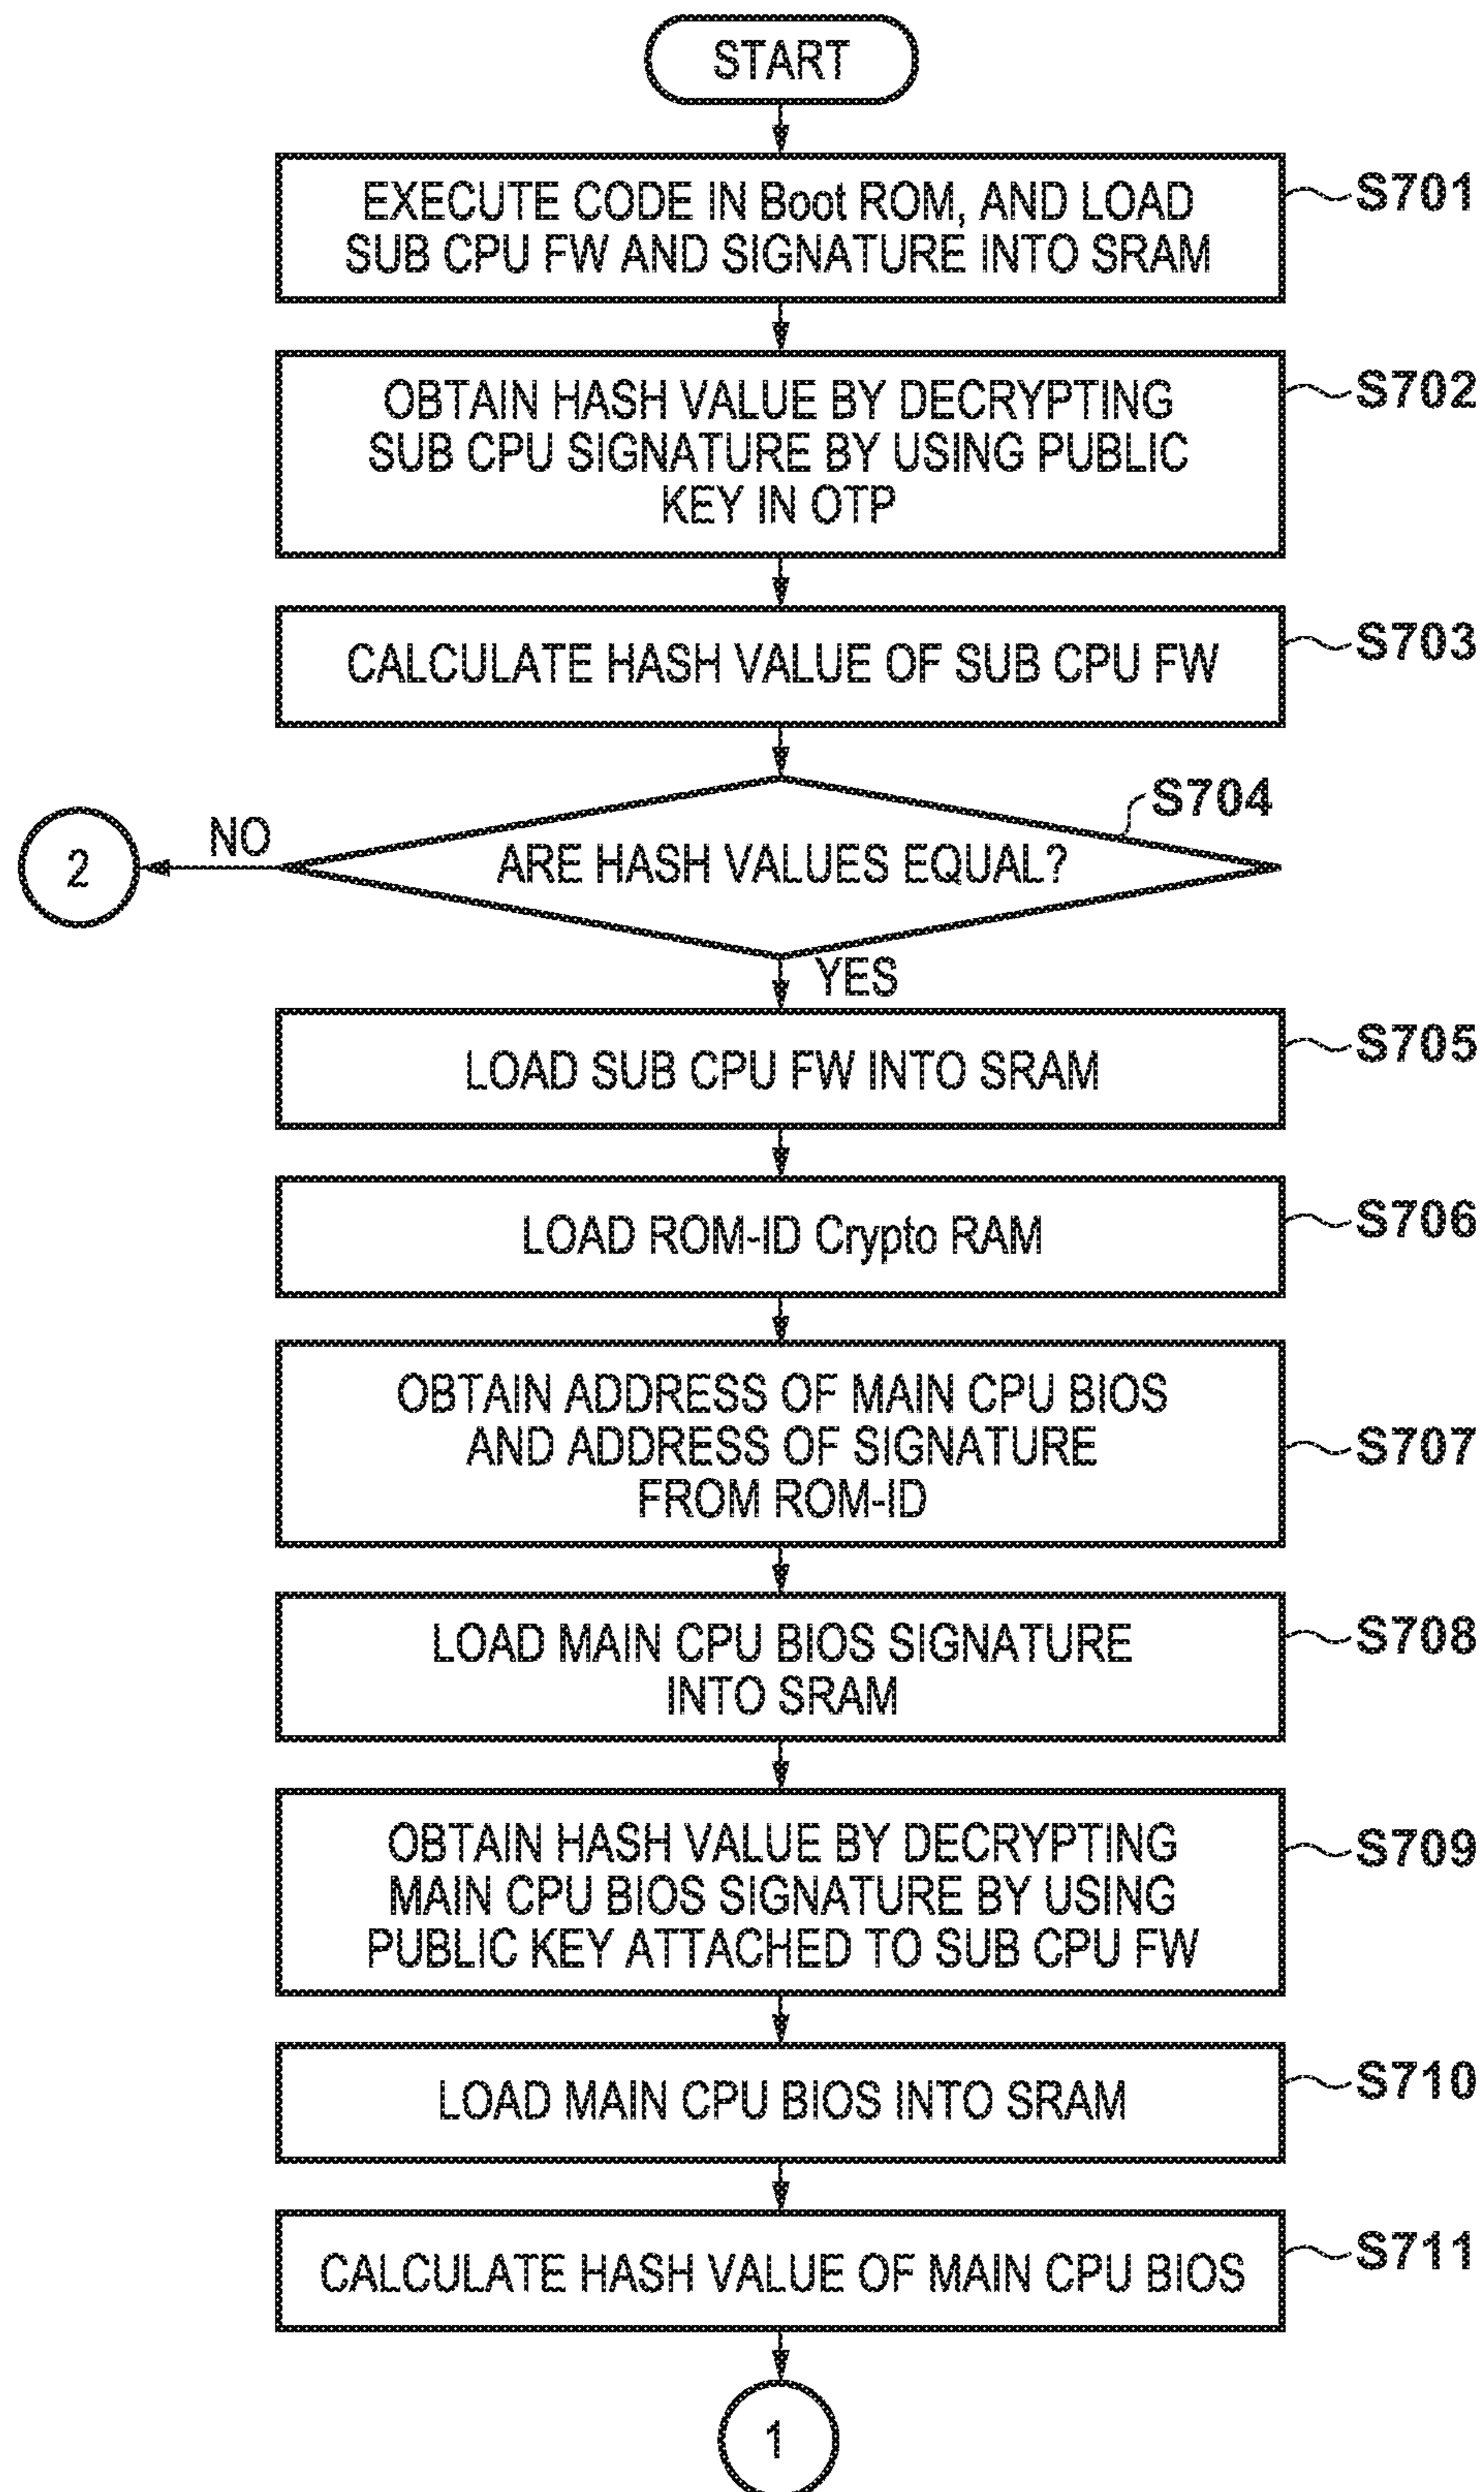 START
EXECUTE CODE IN Boot ROM, AND LOAD
SUB CPU FW AND SIGNATURE INTO SRAM
S701
OBTAIN HASH VALUE BY DECRYPTING
SUB CPU SIGNATURE BY USING PUBLIC
KEY IN OTP
S702
CALCULATE HASH VALUE OF SUB CPU FW
S703
S704
ARE HASH VALUES EQUAL?
NO
2
YES
LOAD SUB CPU FW INTO SRAM
S705
LOAD ROM-ID Crypto RAM
S706
OBTAIN ADDRESS OF MAIN CPU BIOS
AND ADDRESS OF SIGNATURE
FROM ROM-ID
S707
LOAD MAIN CPU BIOS SIGNATURE
INTO SRAM
S708
OBTAIN HASH VALUE BY DECRYPTING
MAIN CPU BIOS SIGNATURE BY USING
PUBLIC KEY ATTACHED TO SUB CPU FW
S709
LOAD MAIN CPU BIOS INTO SRAM
S710
CALCULATE HASH VALUE OF MAIN CPU BIOS
S711
1